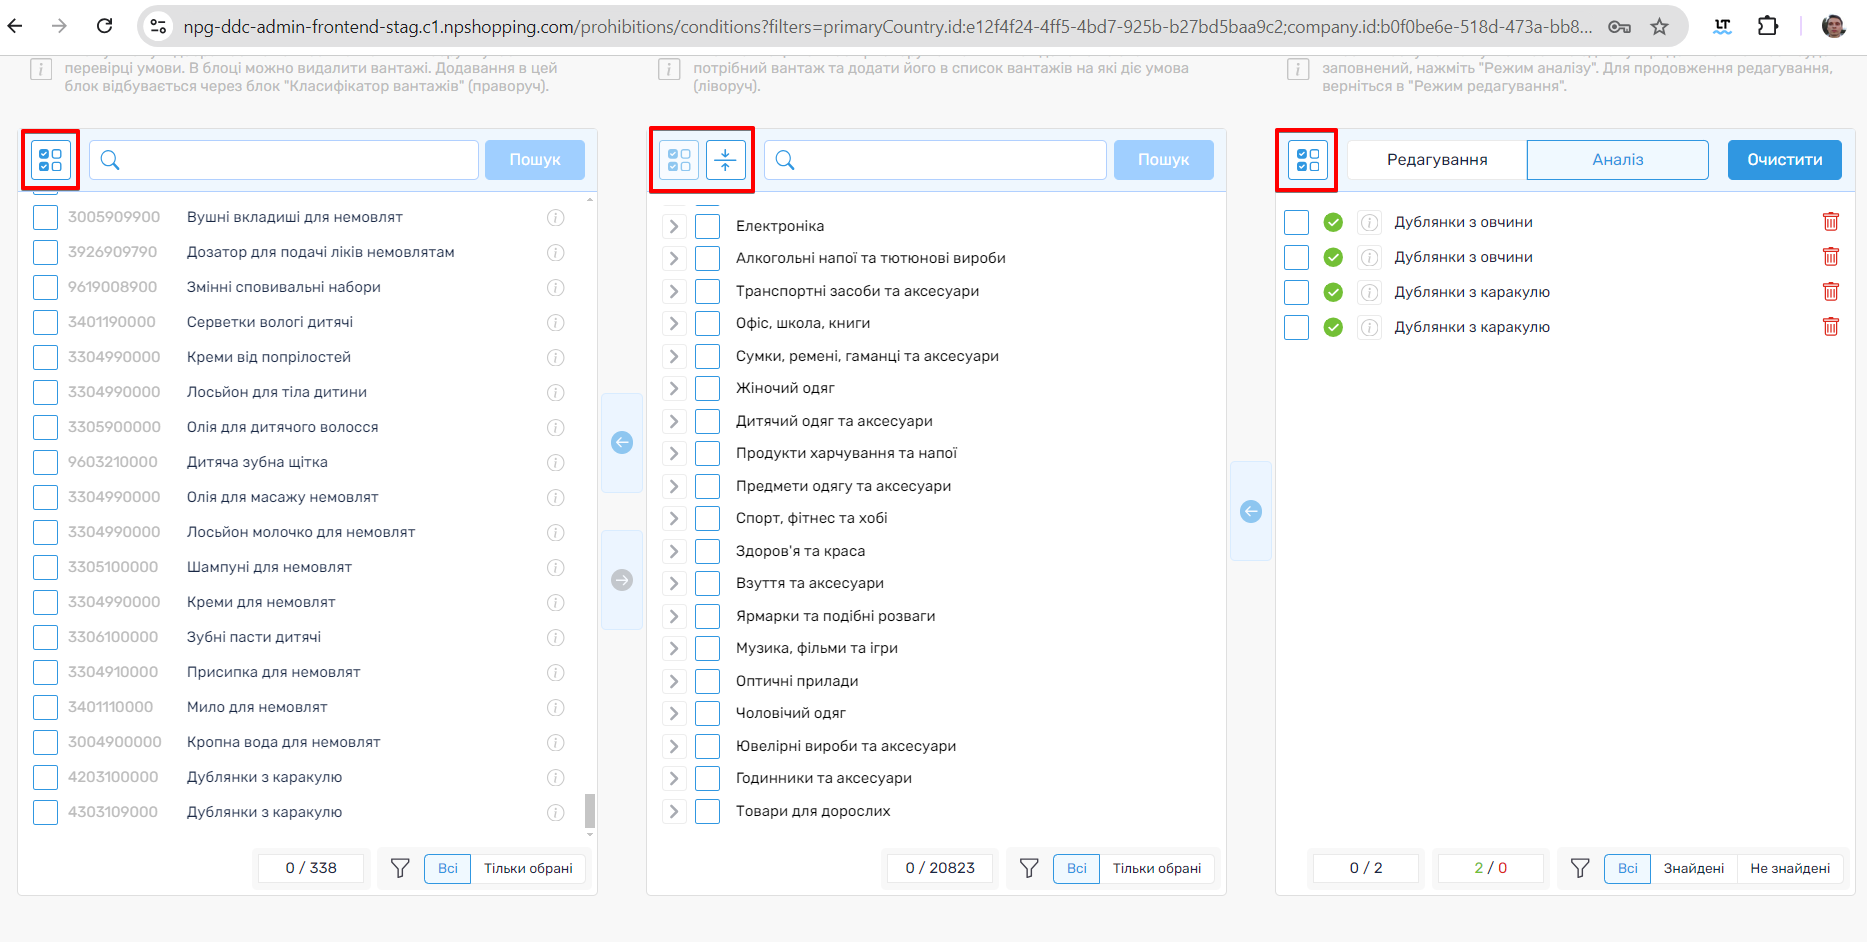 npg-ddc-admin-frontend-stag.c1.npshopping.com/prohibitions/conditions?filters=primaryCountry.id:e12f4f24-4ff5-4bd7-925b-b27bd5baa9c2;company.id:b0f0be6e-518d-473a-bb8...
LT
перевірці умови. В блоці можно видалити вантажі. Додавання в цей
блок відбувається через блок "Класифікатор вантажів" (праворуч).
потрібний вантаж та додати його в список вантажів на які діє умова
(ліворуч).
заповнений, нажміть "Режим аналізу". Для продовження редагування,
верніться в "Режим редагування".
Пошук
3005909900 Вушні вкладиші для немовлят
3926909790 Дозатор для подачі ліків немовлятам
9619008900 Змінні сповивальні набори
3401190000 Серветки вологі дитячі
3304990000 Креми від попрілостей
3304990000 Лосьйон для тіла дитини
3305900000 Олія для дитячого волосся
9603210000 Дитяча зубна щітка
3304990000 Олія для масажу немовлят
3304990000 Лосьйон молочко для немовлят
3305100000 Шампуні для немовлят
3304990000 Креми для немовлят
3306100000 Зубні пасти дитячі
3304910000 Присипка для немовлят
3401110000 Мило для немовлят
3004900000 Кропна вода для немовлят
4203100000 Дублянки з каракулю
4303109000 Дублянки з каракулю
0 / 338 Всі Тільки обрані
Пошук
Електроніка
Алкогольні напої та тютюнові вироби
Транспортні засоби та аксесуари
Офіс, школа, книги
Сумки, ремені, гаманці та аксесуари
Жіночий одяг
Дитячий одяг та аксесуари
Продукти харчування та напої
Предмети одягу та аксесуари
Спорт, фітнес та хобі
Здоров'я та краса
Взуття та аксесуари
Ярмарки та подібні розваги
Музика, фільми та ігри
Оптичні прилади
Чоловічий одяг
Ювелірні вироби та аксесуари
Годинники та аксесуари
Товари для дорослих
0 / 20823 Всі Тільки обрані
Редагування Аналіз Очистити
Дублянки з овчини
Дублянки з овчини
Дублянки з каракулю
Дублянки з каракулю
0 / 2 2 / 0 Всі Знайдені Не знайдені